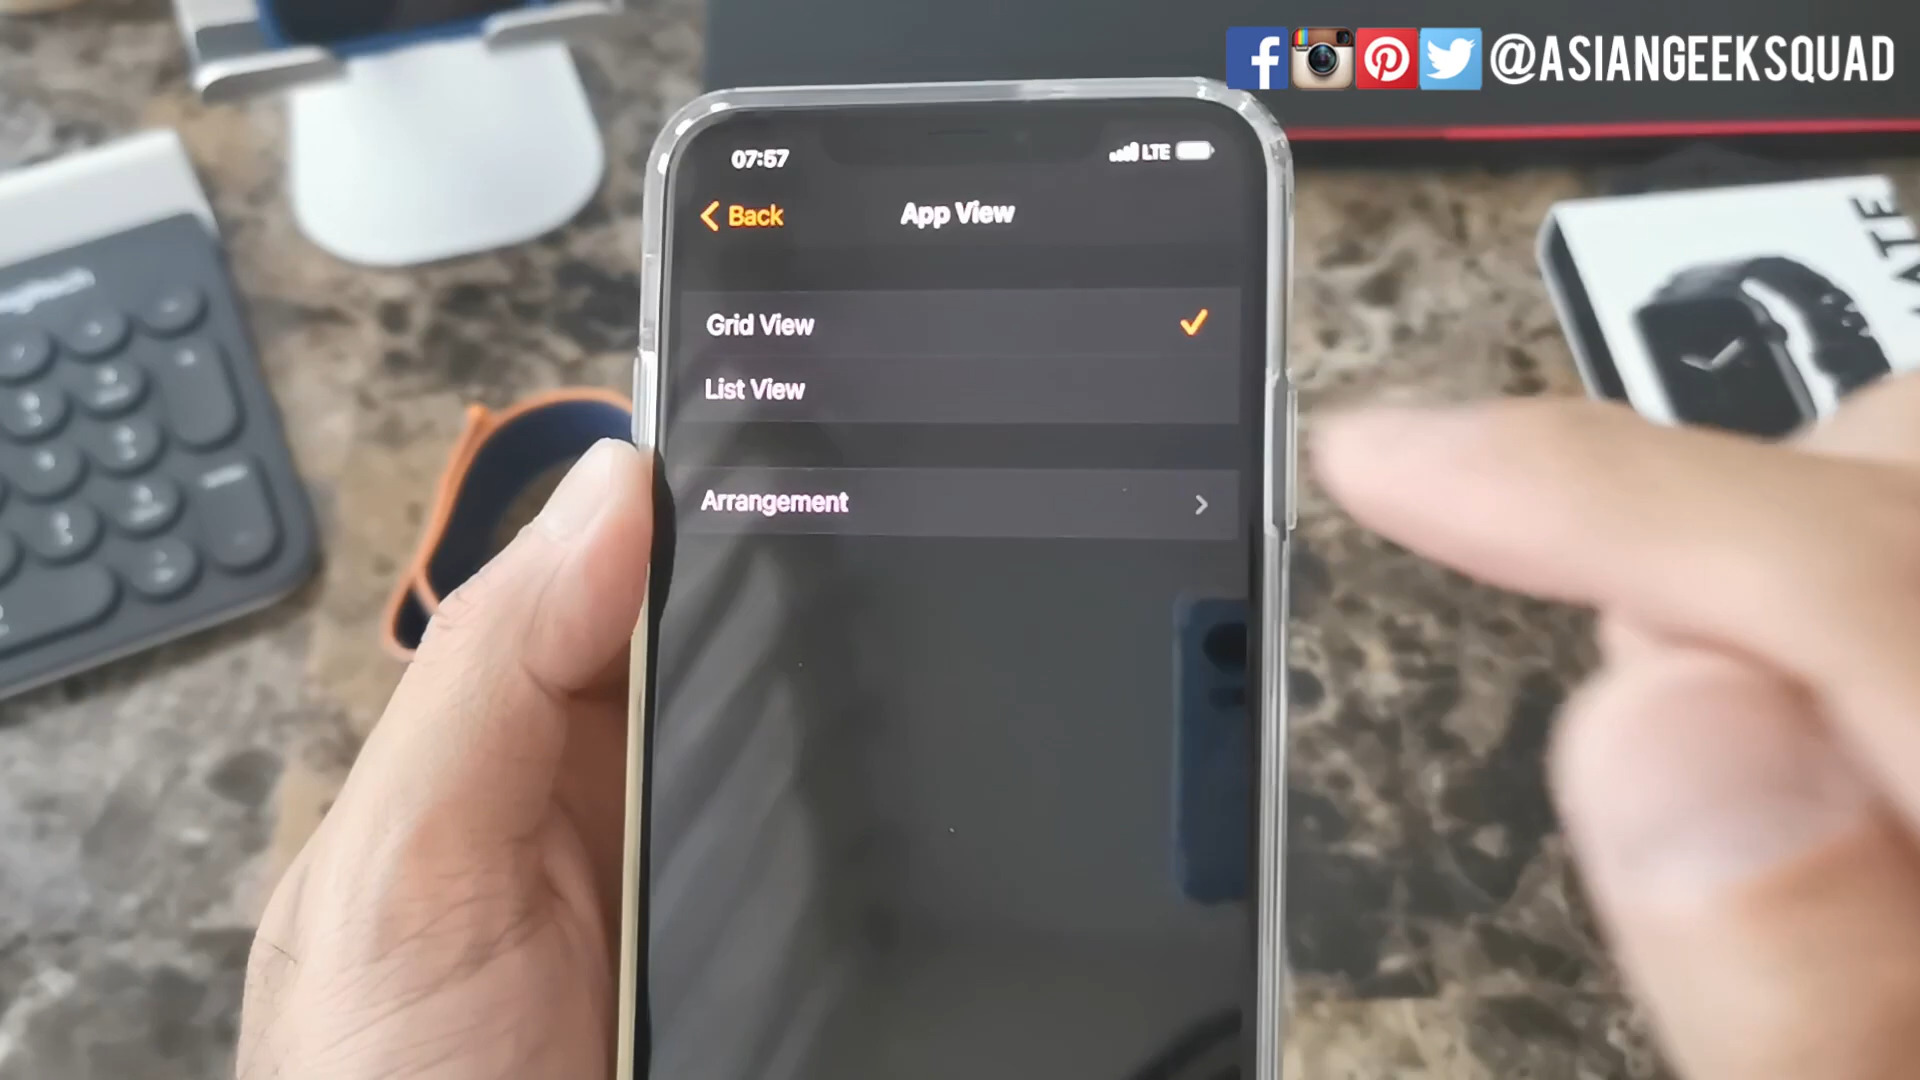 @ASIANGEEKSQUAD
07:57
LTE
Back
App View
Grid View
List View
Arrangement